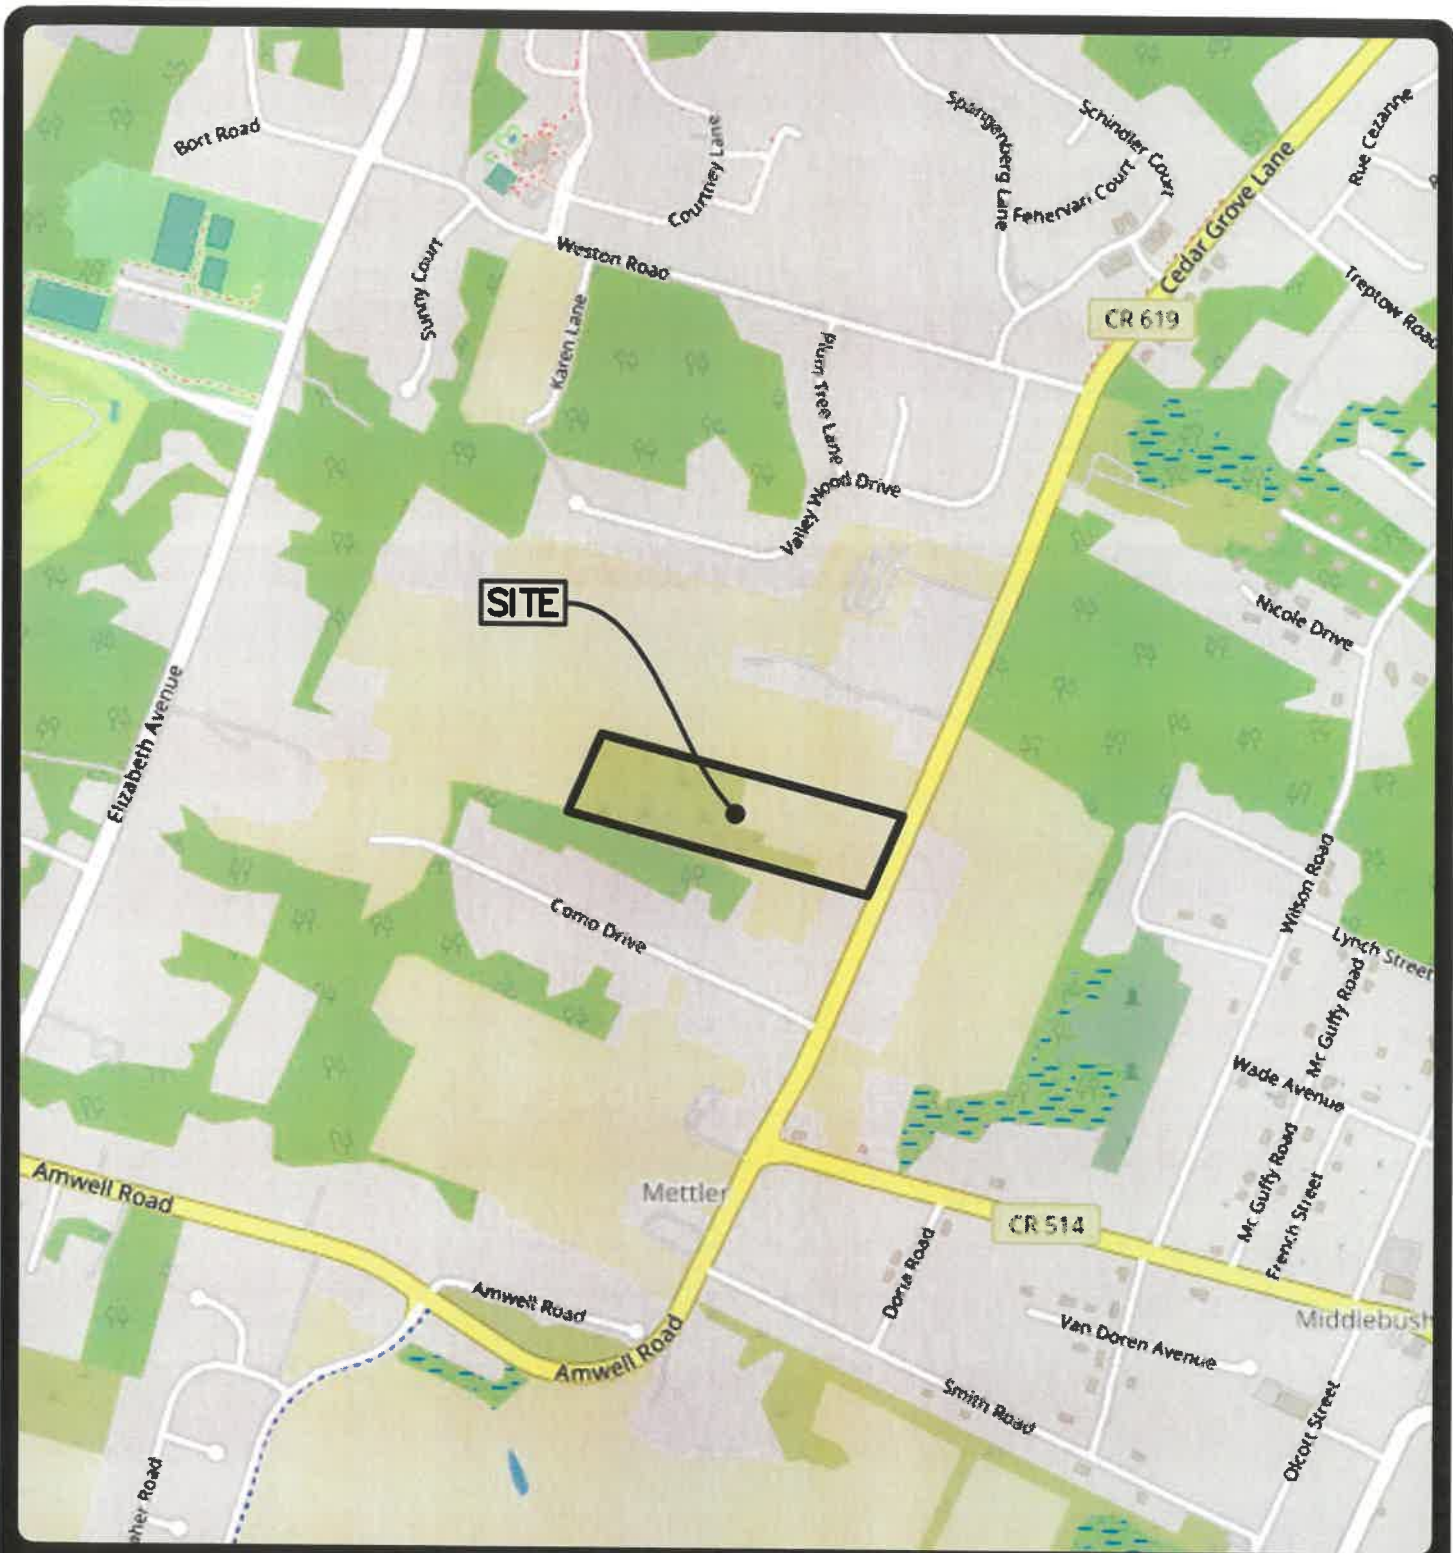 Bort Road
Courtney Lane
Spangenberg Lane
Schindler Court
Fehervari Court
Rue Cezanne
Cedar Grove Lane
Sunny Court
Weston Road
Karen Lane
CR 619
Treptow Road
Plum Tree Lane
Valley Wood Drive
SITE
Nicole Drive
Elizabeth Avenue
Como Drive
Wilson Road
Lynch Street
Mc Guffy Road
Wade Avenue
Mc Guffy Road
French Street
Amwell Road
Mettler
CR 514
Doria Road
Amwell Road
Van Doren Avenue
Middlebush
Amwell Road
Smith Road
Olcott Street
Road